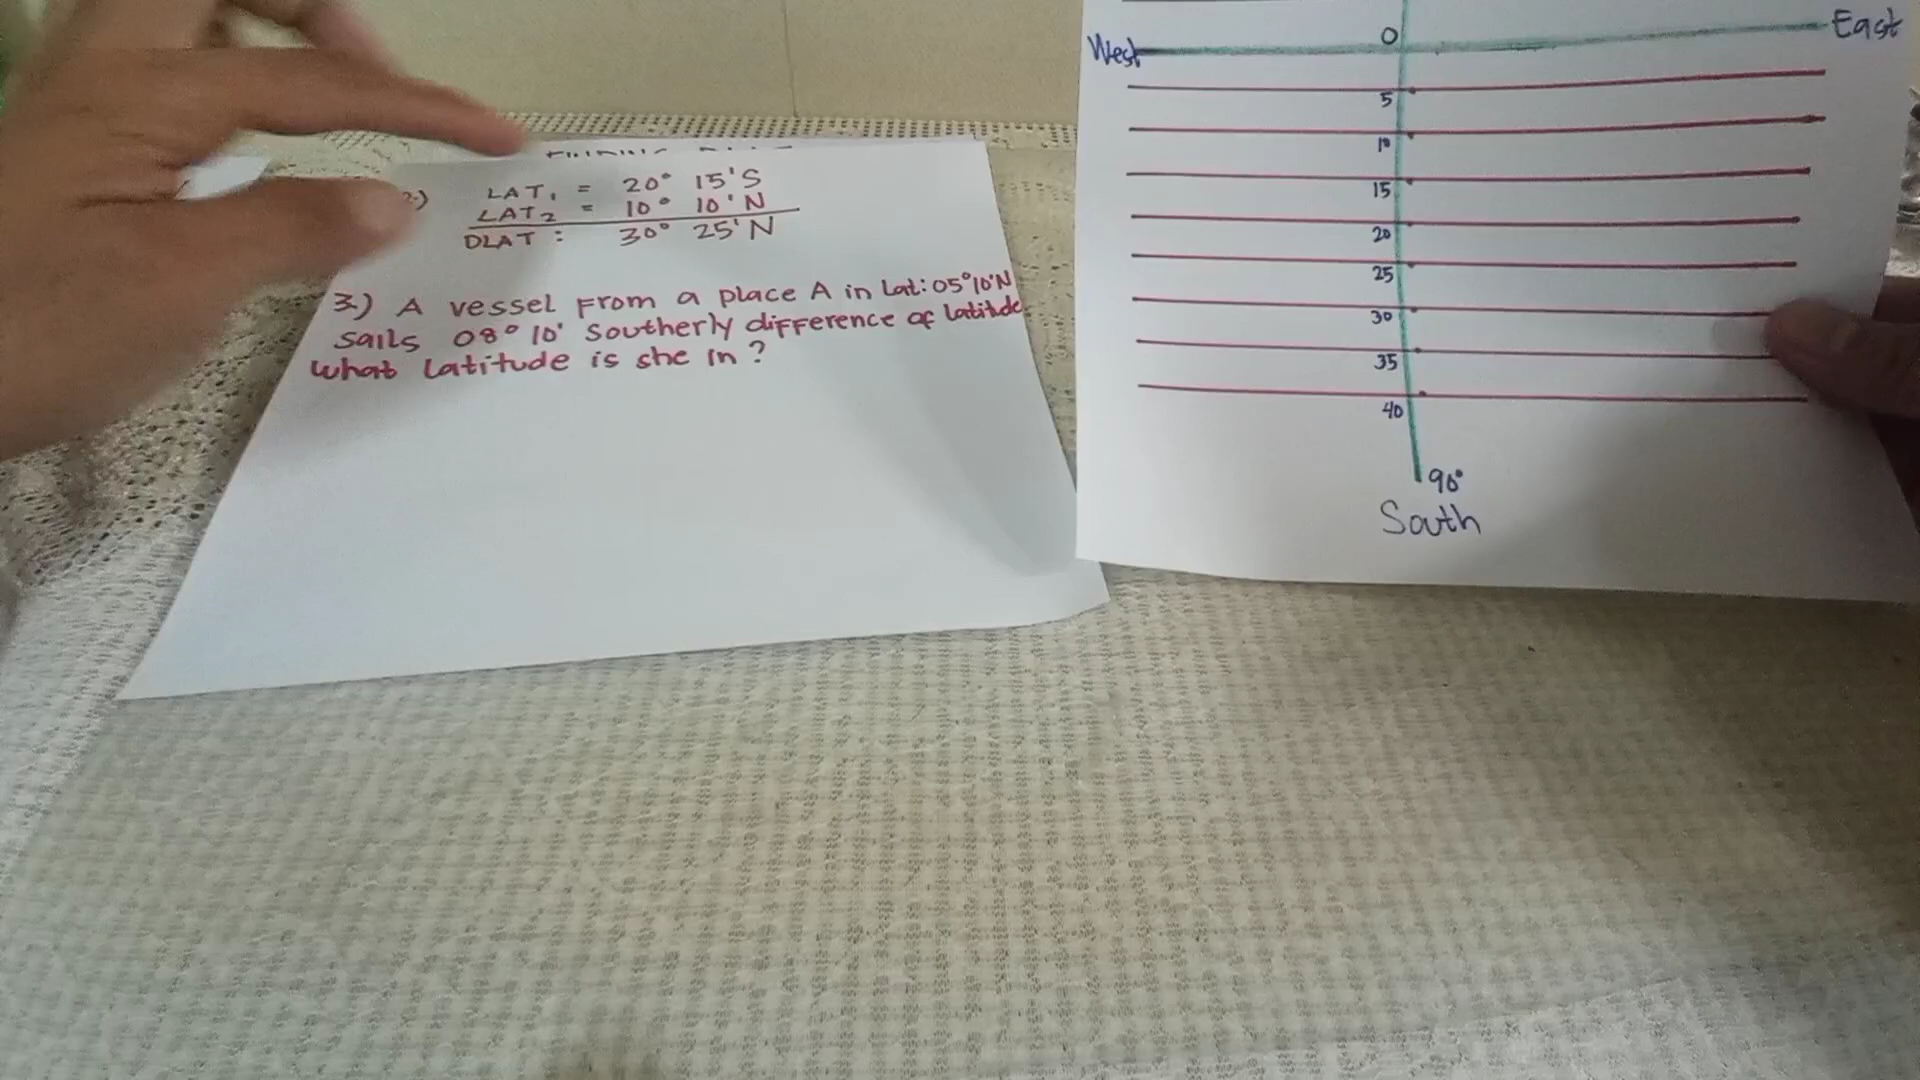 2.) LAT₁ = 20° 15'S
LAT₂ = 10° 10'N
DLAT : 30° 25'N
3.) A vessel from a place A in Lat: 05°10'N
sails 08° 10' Southerly difference of latitude.
what latitude is she in ?
West 0 East
5
10
15
20
25
30
35
40
90°
South